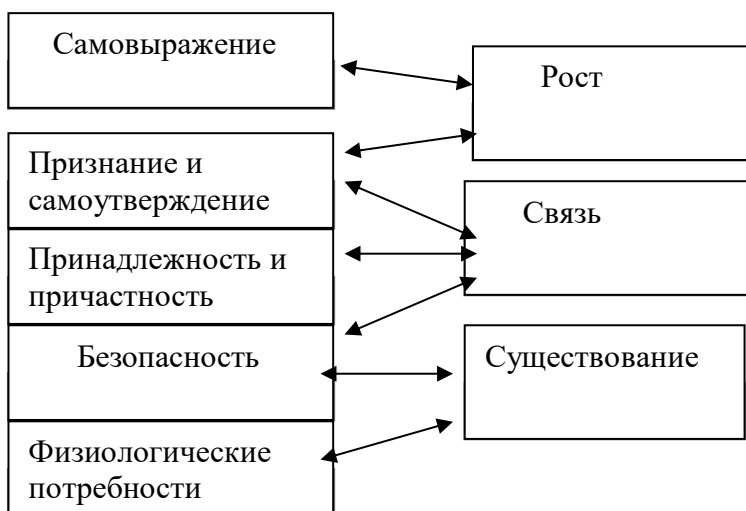 Самовыражение
Рост
Признание и
самоутверждение
Связь
Принадлежность и
причастность
Безопасность
Существование
Физиологические
потребности